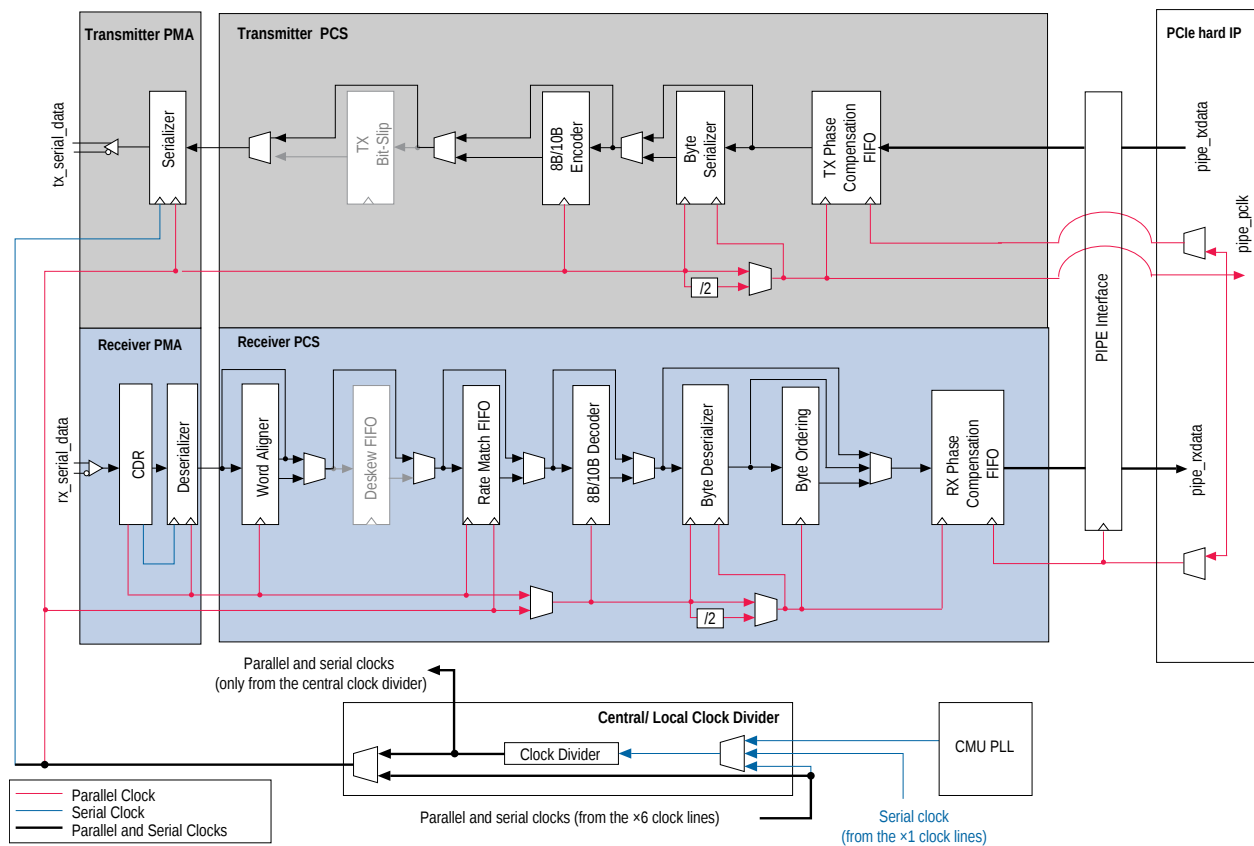 Transmitter PMA
Transmitter PCS
PCIe hard IP
tx_serial_data
Serializer
TX
Bit-Slip
8B/10B
Encoder
Byte
Serializer
TX Phase
Compensation
FIFO
pipe_txdata
pipe_pclk
/2
PIPE Interface
Receiver PMA
Receiver PCS
rx_serial_data
CDR
Deserializer
Word Aligner
Deskew FIFO
Rate Match FIFO
8B/10B Decoder
Byte Deserializer
Byte Ordering
RX Phase
Compensation
FIFO
pipe_rxdata
/2
Parallel and serial clocks
(only from the central clock divider)
Central/ Local Clock Divider
Clock Divider
CMU PLL
Parallel Clock
Serial Clock
Parallel and Serial Clocks
Parallel and serial clocks (from the ×6 clock lines)
Serial clock
(from the ×1 clock lines)